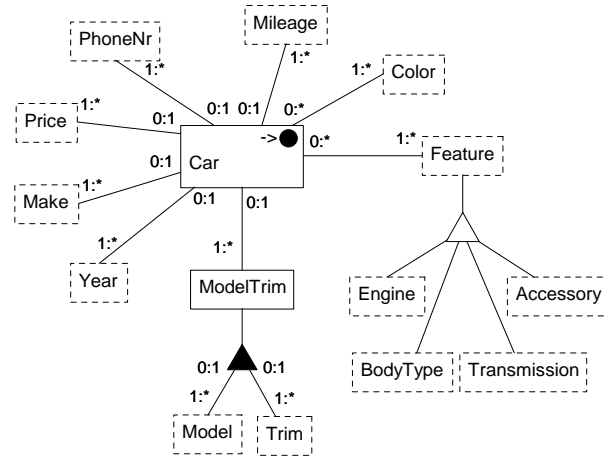 Mileage
PhoneNr
1:*
1:*
1:*
Color
Price
1:*
0:1
0:1
0:*
0:1
->
0:*
1:*
Feature
0:1
Car
Make
1:*
0:1
0:1
1:*
1:*
Year
ModelTrim
Engine
Accessory
0:1
0:1
BodyType
Transmission
1:*
1:*
Model
Trim